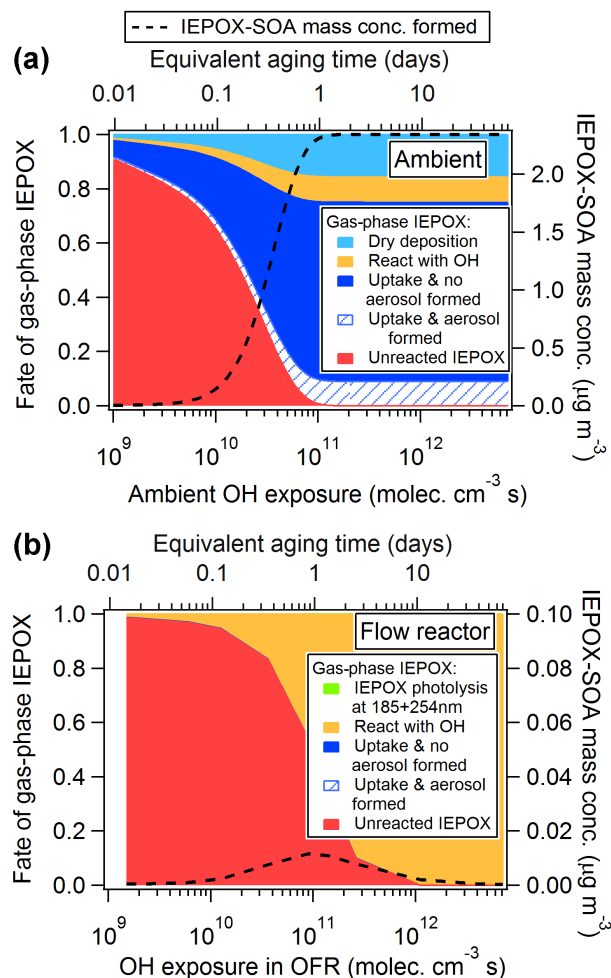 IEPOX-SOA mass conc. formed
(a)
Equivalent aging time (days)
0.01 0.1 1 10
1.0
0.8
0.6
0.4
0.2
0.0
Fate of gas-phase IEPOX
Ambient
Gas-phase IEPOX:
Dry deposition
React with OH
Uptake & no
aerosol formed
Uptake & aerosol
formed
Unreacted IEPOX
2.0
1.5
1.0
0.5
0.0
IEPOX-SOA mass conc. (µg m⁻³)
10⁹ 10¹⁰ 10¹¹ 10¹²
Ambient OH exposure (molec. cm⁻³ s)
(b)
Equivalent aging time (days)
0.01 0.1 1 10
1.0
0.8
0.6
0.4
0.2
0.0
Fate of gas-phase IEPOX
Flow reactor
Gas-phase IEPOX:
IEPOX photolysis
at 185+254nm
React with OH
Uptake & no
aerosol formed
Uptake & aerosol
formed
Unreacted IEPOX
0.10
0.08
0.06
0.04
0.02
0.00
IEPOX-SOA mass conc. (µg m⁻³)
10⁹ 10¹⁰ 10¹¹ 10¹²
OH exposure in OFR (molec. cm⁻³ s)